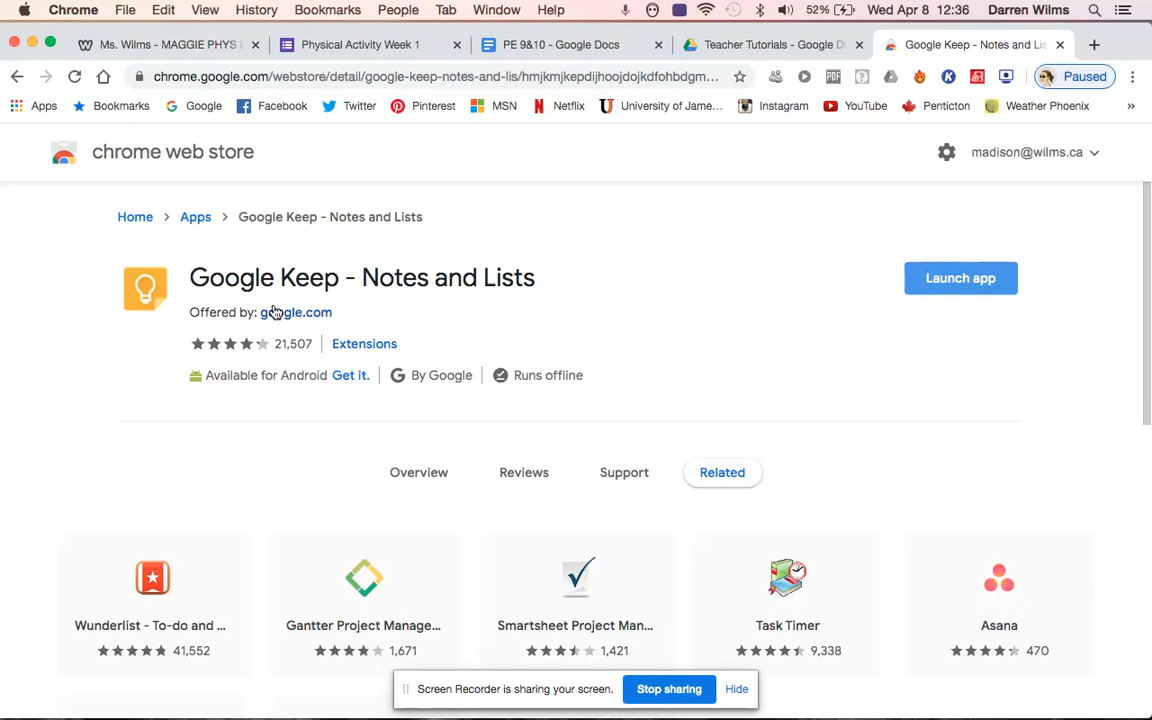 Chrome File Edit View History Bookmarks People Tab Window Help 52% Wed Apr 8 12:36 Darren Wilms
Ms. Wilms - MAGGIE PHYS Physical Activity Week 1 PE 9&10 - Google Docs Teacher Tutorials - Google D Google Keep - Notes and Lis
chrome.google.com/webstore/detail/google-keep-notes-and-lis/hmjkmjkepdijhoojdojkdfohbdgm... PDF K Paused
Apps Bookmarks Google Facebook Twitter Pinterest MSN Netflix University of Jame... Instagram YouTube Penticton Weather Phoenix »
chrome web store madison@wilms.ca
Home > Apps > Google Keep - Notes and Lists
Google Keep - Notes and Lists Launch app
Offered by: google.com
21,507 Extensions
Available for Android Get it. By Google Runs offline
Overview Reviews Support Related
Wunderlist - To-do and ... Gantter Project Manage... Smartsheet Project Man... Task Timer Asana
41,552 1,671 1,421 9,338 470
Screen Recorder is sharing your screen. Stop sharing Hide